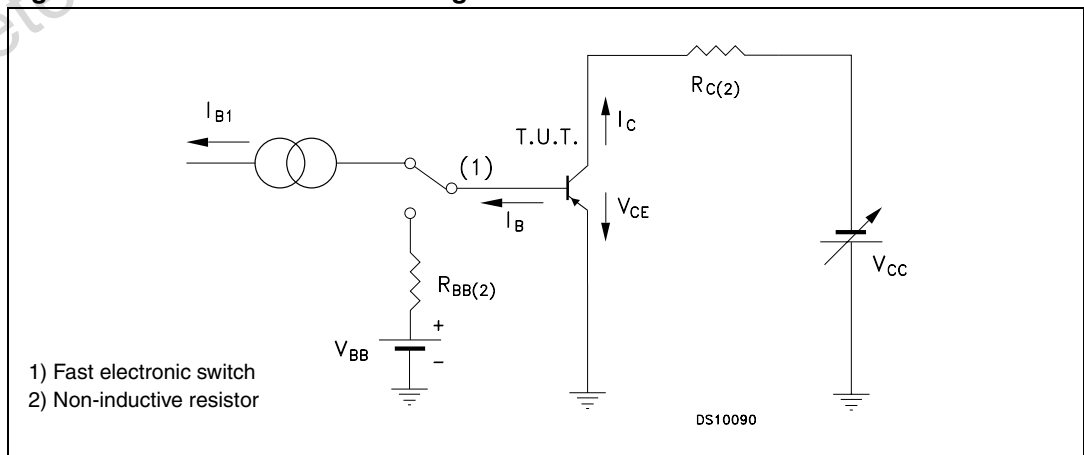 I_B1
R_C(2)
I_C
T.U.T.
(1)
I_B
V_CE
R_BB(2)
V_CC
+
V_BB
−
1) Fast electronic switch
2) Non-inductive resistor
DS10090